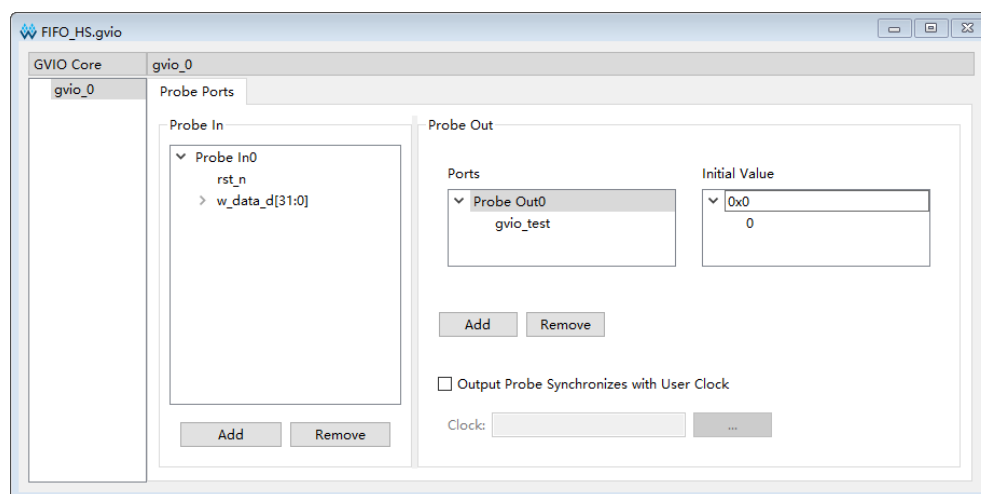 FIFO_HS.gvio
GVIO Core
gvio_0
gvio_0
Probe Ports
Probe In
Probe In0
rst_n
w_data_d[31:0]
Add
Remove
Probe Out
Ports
Initial Value
Probe Out0
0x0
gvio_test
0
Add
Remove
Output Probe Synchronizes with User Clock
Clock:
...